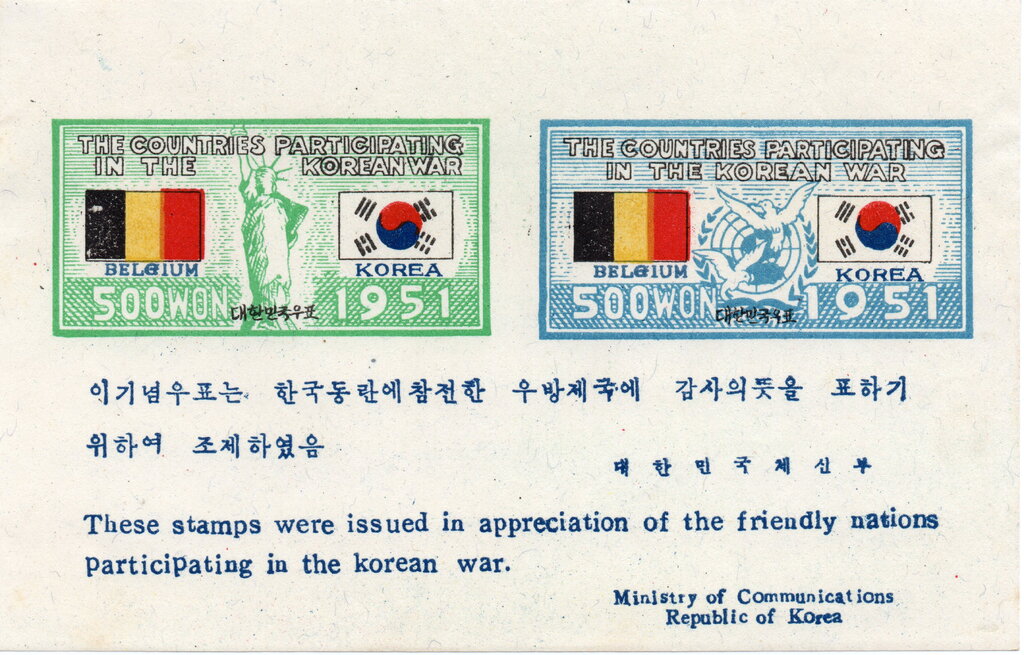 THE COUNTRIES PARTICIPATING
IN THE KOREAN WAR
BELGIUM
KOREA
500WON
대한민국우표
1951
THE COUNTRIES PARTICIPATING
IN THE KOREAN WAR
BELGIUM
KOREA
500WON
대한민국우표
1951
이기념우표는 한국동란에참전한 우방제국에 감사의뜻을 표하기
위하여 조제하였음
대한민국체신부
These stamps were issued in appreciation of the friendly nations
participating in the korean war.
Ministry of Communications
Republic of Korea